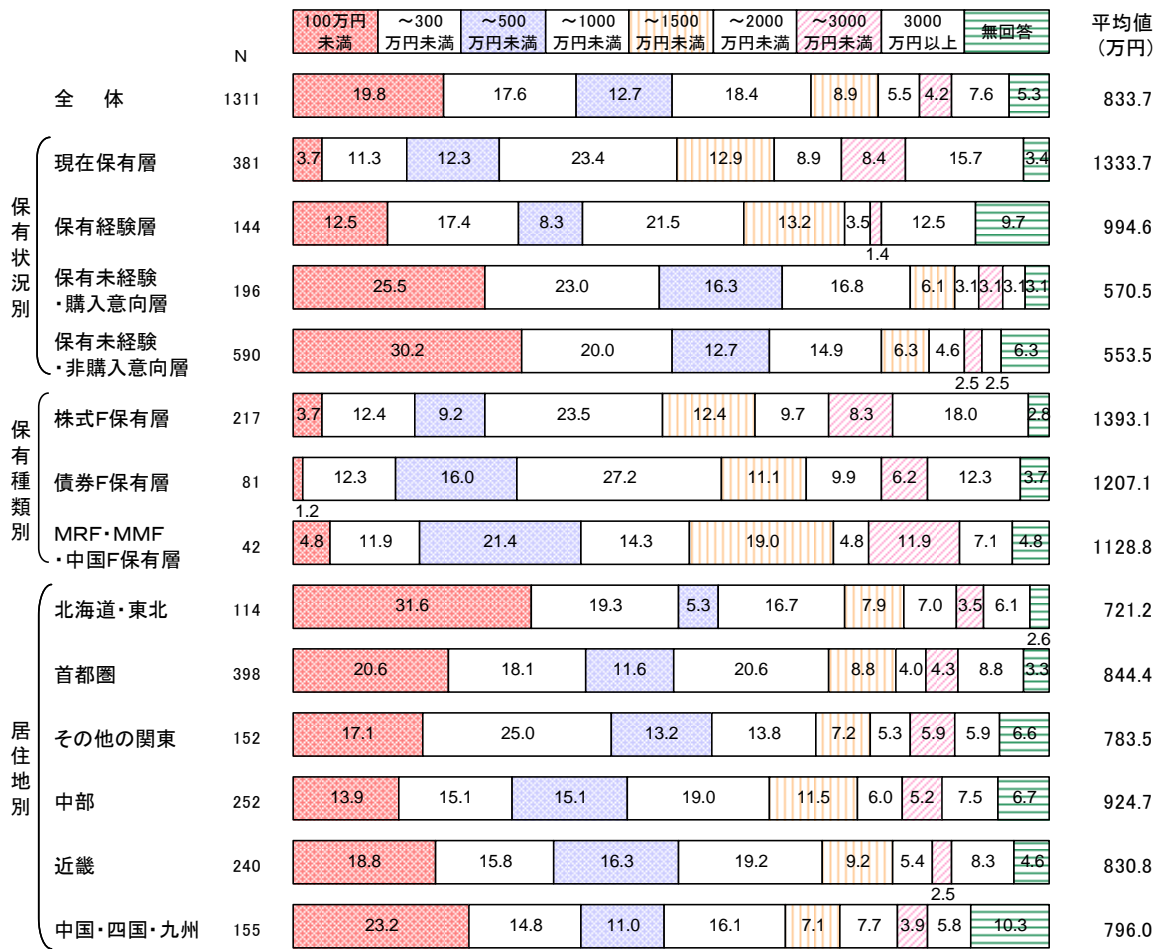 100万円未満 ～300万円未満 ～500万円未満 ～1000万円未満 ～1500万円未満 ～2000万円未満 ～3000万円未満 3000万円以上 無回答 平均値(万円)
N
全 体 1311 19.8 17.6 12.7 18.4 8.9 5.5 4.2 7.6 5.3 833.7
保有状況別
現在保有層 381 3.7 11.3 12.3 23.4 12.9 8.9 8.4 15.7 3.4 1333.7
保有経験層 144 12.5 17.4 8.3 21.5 13.2 3.5 1.4 12.5 9.7 994.6
保有未経験・購入意向層 196 25.5 23.0 16.3 16.8 6.1 3.1 3.1 3.1 3.1 570.5
保有未経験・非購入意向層 590 30.2 20.0 12.7 14.9 6.3 4.6 2.5 2.5 6.3 553.5
保有種類別
株式F保有層 217 3.7 12.4 9.2 23.5 12.4 9.7 8.3 18.0 2.8 1393.1
債券F保有層 81 1.2 12.3 16.0 27.2 11.1 9.9 6.2 12.3 3.7 1207.1
MRF・MMF・中国F保有層 42 4.8 11.9 21.4 14.3 19.0 4.8 11.9 7.1 4.8 1128.8
居住地別
北海道・東北 114 31.6 19.3 5.3 16.7 7.9 7.0 3.5 6.1 2.6 721.2
首都圏 398 20.6 18.1 11.6 20.6 8.8 4.0 4.3 8.8 3.3 844.4
その他の関東 152 17.1 25.0 13.2 13.8 7.2 5.3 5.9 5.9 6.6 783.5
中部 252 13.9 15.1 15.1 19.0 11.5 6.0 5.2 7.5 6.7 924.7
近畿 240 18.8 15.8 16.3 19.2 9.2 5.4 2.5 8.3 4.6 830.8
中国・四国・九州 155 23.2 14.8 11.0 16.1 7.1 7.7 3.9 5.8 10.3 796.0